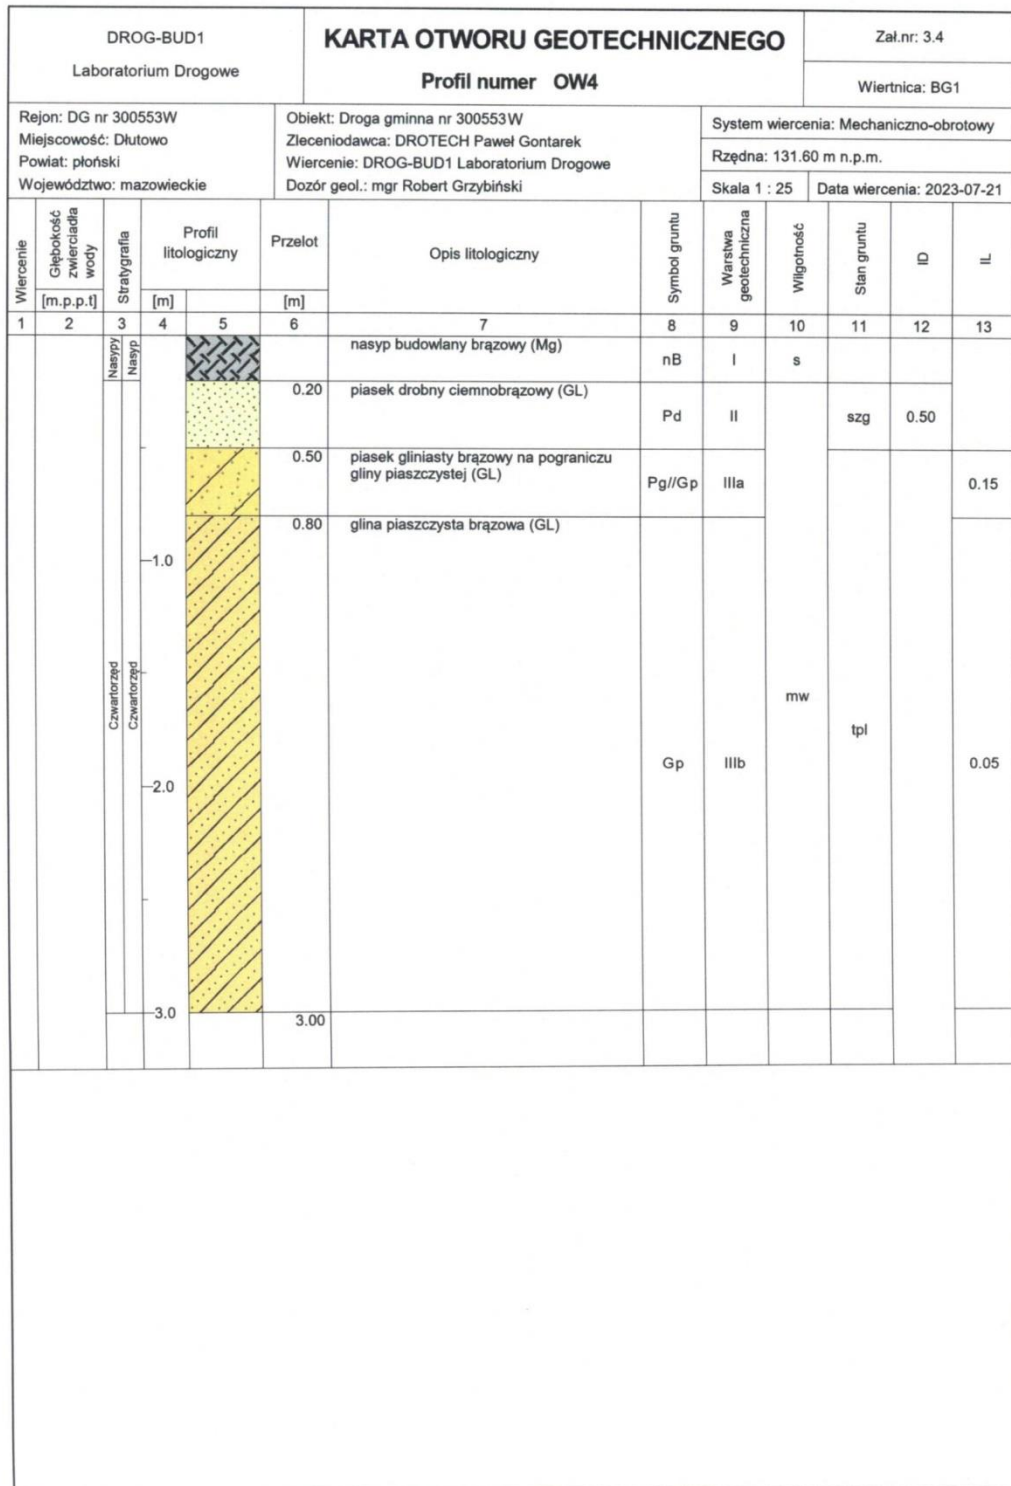 DROG-BUD1
Laboratorium Drogowe
KARTA OTWORU GEOTECHNICZNEGO
Profil numer OW4
Zał.nr: 3.4
Wiertnica: BG1
Rejon: DG nr 300553W
Miejscowość: Dłutowo
Powiat: płoński
Województwo: mazowieckie
Obiekt: Droga gminna nr 300553W
Zleceniodawca: DROTECH Paweł Gontarek
Wiercenie: DROG-BUD1 Laboratorium Drogowe
Dozór geol.: mgr Robert Grzybiński
System wiercenia: Mechaniczno-obrotowy
Rzędna: 131.60 m n.p.m.
Skala 1 : 25
Data wiercenia: 2023-07-21
Wiercenie
Głębokość
zwierciadła
wody
[m.p.p.t]
Stratygrafia
Profil
litologiczny
[m]
Przelot
[m]
Opis litologiczny
Symbol gruntu
Warstwa
geotechniczna
Wilgotność
Stan gruntu
ID
IL
1 2 3 4 5 6 7 8 9 10 11 12 13
Nasypy
Nasyp
nasyp budowlany brązowy (Mg)
nB I s
0.20 piasek drobny ciemnobrązowy (GL)
Pd II szg 0.50
0.50 piasek gliniasty brązowy na pograniczu
gliny piaszczystej (GL)
Pg//Gp IIIa 0.15
0.80 glina piaszczysta brązowa (GL)
1.0
Czwartorzęd
Czwartorzęd
mw
tpl
Gp IIIb 0.05
2.0
3.0
3.00